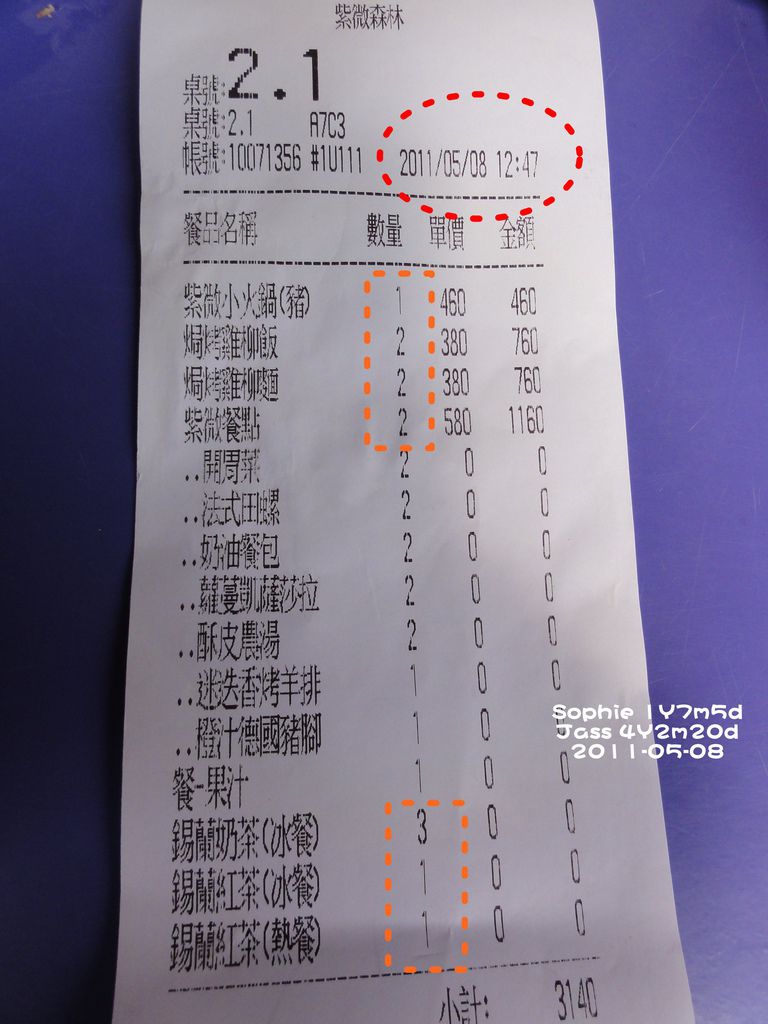 紫微森林
桌號:2.1
桌號:2.1 A7C3
帳號:10071356 #1U111 2011/05/08 12:47
餐品名稱 數量 單價 金額
紫微小火鍋(豬) 1 460 460
焗烤雞柳飯 2 380 760
焗烤雞柳麵 2 380 760
紫微餐點 2 580 1160
..開胃菜 2 0 0
..法式田螺 2 0 0
..奶油餐包 2 0 0
..蘿蔓凱薩莎拉 2 0 0
..酥皮農湯 2 0 0
..迷迭香烤羊排 1 0 0
..橙汁德國豬腳 1 0 0
餐-果汁 1 0 0
錫蘭奶茶(冰餐) 3 0 0
錫蘭紅茶(冰餐) 1 0 0
錫蘭紅茶(熱餐) 1 0 0
小計: 3140
Sophie 1Y7m5d
Jass 4Y2m20d
2011-05-08